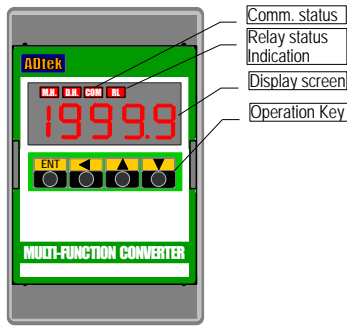 Comm. status
Relay status
Indication
ADtek
M.H. D.H. COM RL
Display screen
1999.9
Operation Key
ENT ◀ ▲ ▼
MULTI-FUNCTION CONVERTER